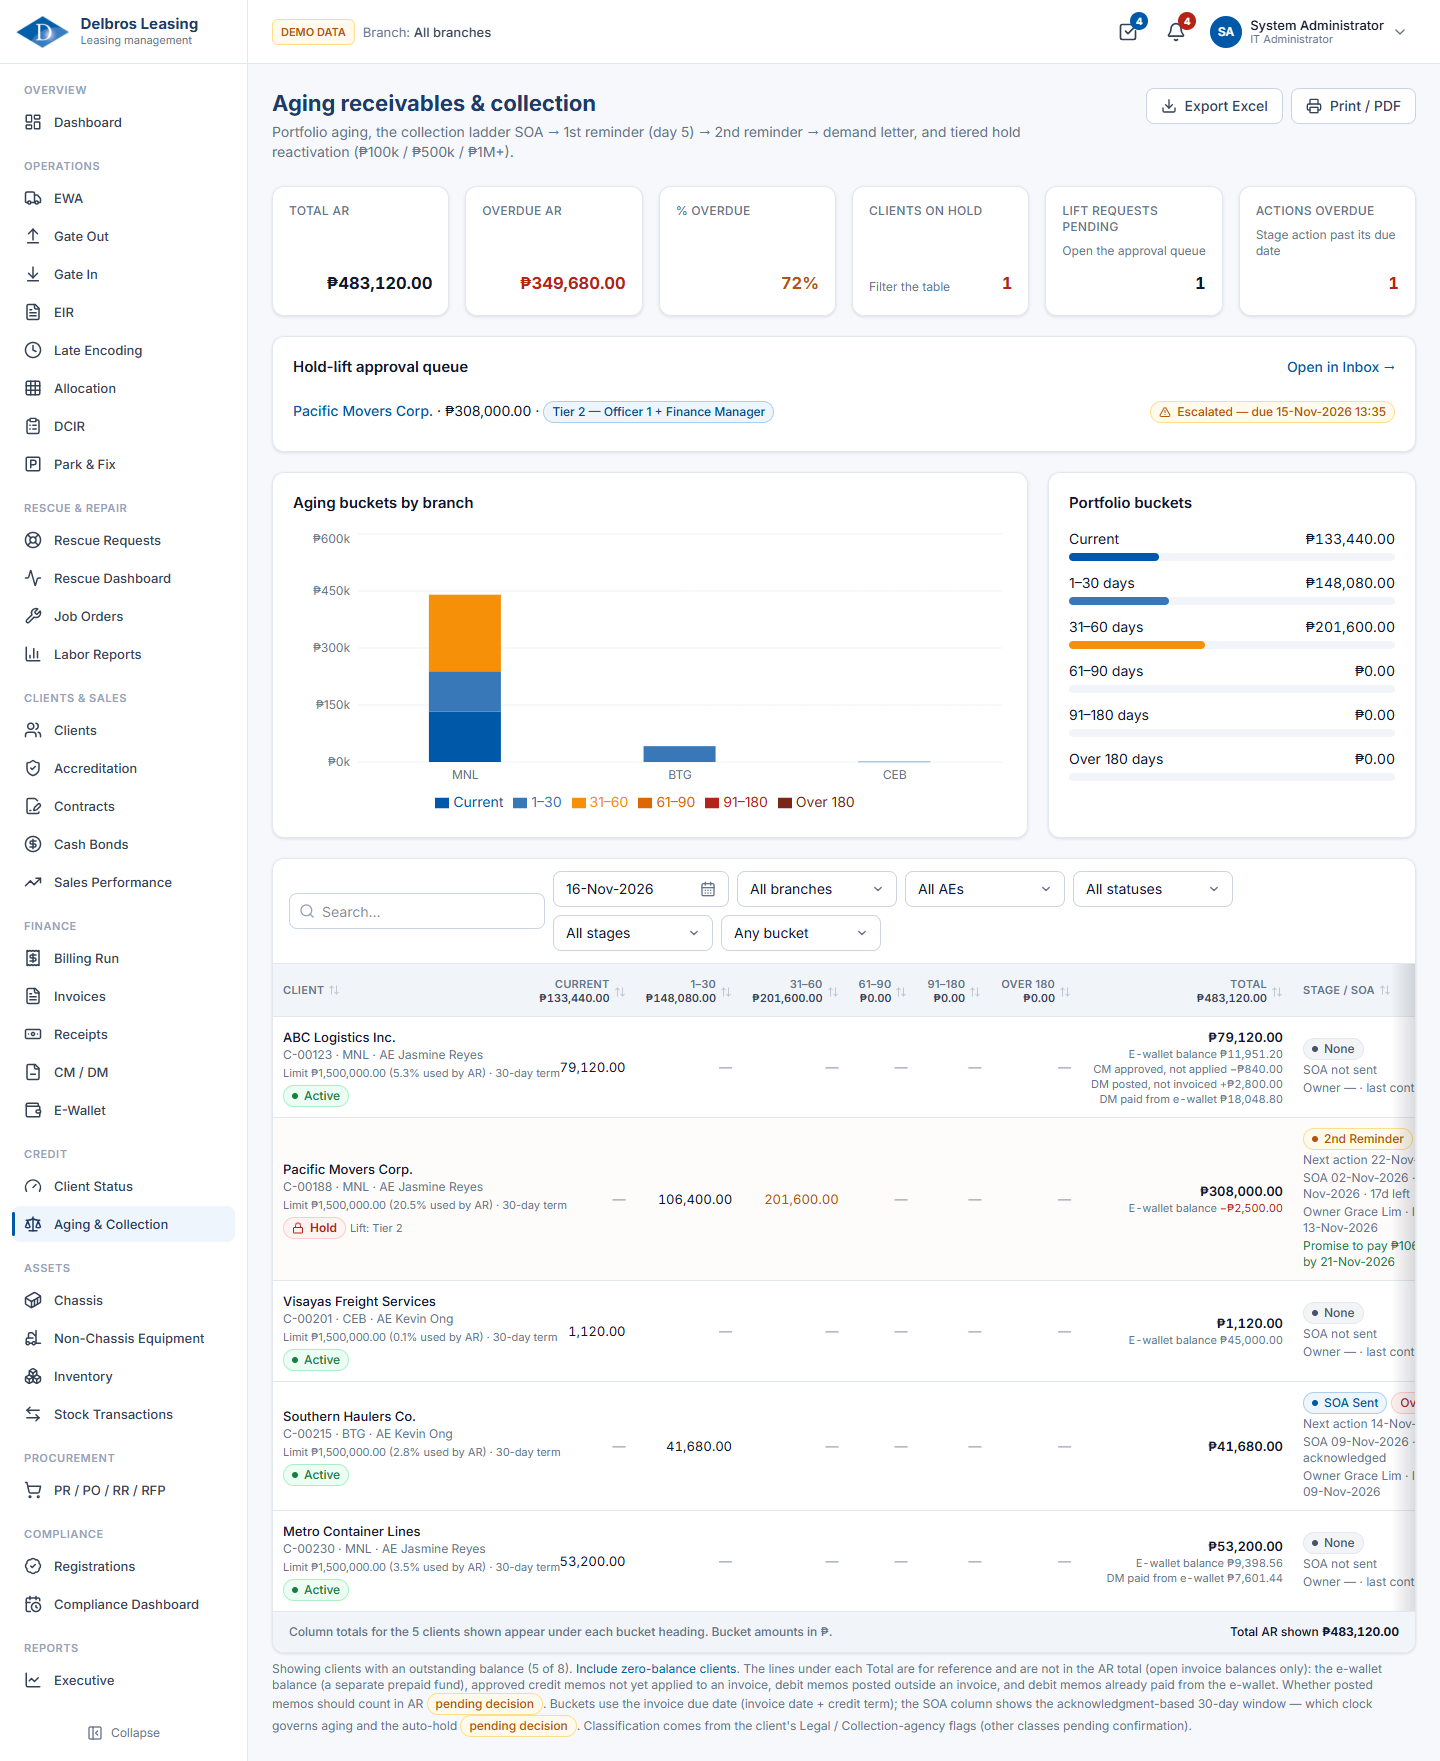 Delbros Leasing
Leasing management
OVERVIEW
Dashboard
OPERATIONS
EWA
Gate Out
Gate In
EIR
Late Encoding
Allocation
DCIR
Park & Fix
RESCUE & REPAIR
Rescue Requests
Rescue Dashboard
Job Orders
Labor Reports
CLIENTS & SALES
Clients
Accreditation
Contracts
Cash Bonds
Sales Performance
FINANCE
Billing Run
Invoices
Receipts
CM / DM
E-Wallet
CREDIT
Client Status
Aging & Collection
ASSETS
Chassis
Non-Chassis Equipment
Inventory
Stock Transactions
PROCUREMENT
PR / PO / RR / RFP
COMPLIANCE
Registrations
Compliance Dashboard
REPORTS
Executive
Collapse
DEMO DATA Branch: All branches
4 4 SA System Administrator
IT Administrator
Aging receivables & collection
Export Excel Print / PDF
Portfolio aging, the collection ladder SOA → 1st reminder (day 5) → 2nd reminder → demand letter, and tiered hold
reactivation (₱100k / ₱500k / ₱1M+).
TOTAL AR
₱483,120.00
OVERDUE AR
₱349,680.00
% OVERDUE
72%
CLIENTS ON HOLD
Filter the table 1
LIFT REQUESTS
PENDING
Open the approval queue
1
ACTIONS OVERDUE
Stage action past its due
date
1
Hold-lift approval queue Open in Inbox →
Pacific Movers Corp. · ₱308,000.00 · Tier 2 — Officer 1 + Finance Manager Escalated — due 15-Nov-2026 13:35
Aging buckets by branch
₱600k
₱450k
₱300k
₱150k
₱0k
MNL BTG CEB
Current 1–30 31–60 61–90 91–180 Over 180
Portfolio buckets
Current ₱133,440.00
1–30 days ₱148,080.00
31–60 days ₱201,600.00
61–90 days ₱0.00
91–180 days ₱0.00
Over 180 days ₱0.00
Search...
16-Nov-2026 All branches All AEs All statuses
All stages Any bucket
CLIENT CURRENT 1–30 31–60 61–90 91–180 OVER 180 TOTAL STAGE / SOA
₱133,440.00 ₱148,080.00 ₱201,600.00 ₱0.00 ₱0.00 ₱0.00 ₱483,120.00
ABC Logistics Inc.
C-00123 · MNL · AE Jasmine Reyes
Limit ₱1,500,000.00 (5.3% used by AR) · 30-day term
Active
79,120.00 — — — — —
₱79,120.00
E-wallet balance ₱11,951.20
CM approved, not applied −₱840.00
DM posted, not invoiced +₱2,800.00
DM paid from e-wallet ₱18,048.80
None
SOA not sent
Owner — · last cont
Pacific Movers Corp.
C-00188 · MNL · AE Jasmine Reyes
Limit ₱1,500,000.00 (20.5% used by AR) · 30-day term
Hold Lift: Tier 2
— 106,400.00 201,600.00 — — —
₱308,000.00
E-wallet balance −₱2,500.00
2nd Reminder
Next action 22-Nov-
SOA 02-Nov-2026 ·
Nov-2026 · 17d left
Owner Grace Lim · l
13-Nov-2026
Promise to pay ₱106
by 21-Nov-2026
Visayas Freight Services
C-00201 · CEB · AE Kevin Ong
Limit ₱1,500,000.00 (0.1% used by AR) · 30-day term
Active
1,120.00 — — — — —
₱1,120.00
E-wallet balance ₱45,000.00
None
SOA not sent
Owner — · last cont
Southern Haulers Co.
C-00215 · BTG · AE Kevin Ong
Limit ₱1,500,000.00 (2.8% used by AR) · 30-day term
Active
— 41,680.00 — — — —
₱41,680.00
SOA Sent Ov
Next action 14-Nov-
SOA 09-Nov-2026 ·
acknowledged
Owner Grace Lim · l
09-Nov-2026
Metro Container Lines
C-00230 · MNL · AE Jasmine Reyes
Limit ₱1,500,000.00 (3.5% used by AR) · 30-day term
Active
53,200.00 — — — — —
₱53,200.00
E-wallet balance ₱9,398.56
DM paid from e-wallet ₱7,601.44
None
SOA not sent
Owner — · last cont
Column totals for the 5 clients shown appear under each bucket heading. Bucket amounts in ₱. Total AR shown ₱483,120.00
Showing clients with an outstanding balance (5 of 8). Include zero-balance clients. The lines under each Total are for reference and are not in the AR total (open invoice balances only): the e-wallet
balance (a separate prepaid fund), approved credit memos not yet applied to an invoice, debit memos posted outside an invoice, and debit memos already paid from the e-wallet. Whether posted
memos should count in AR pending decision . Buckets use the invoice due date (invoice date + credit term); the SOA column shows the acknowledgment-based 30-day window — which clock
governs aging and the auto-hold pending decision . Classification comes from the client's Legal / Collection-agency flags (other classes pending confirmation).